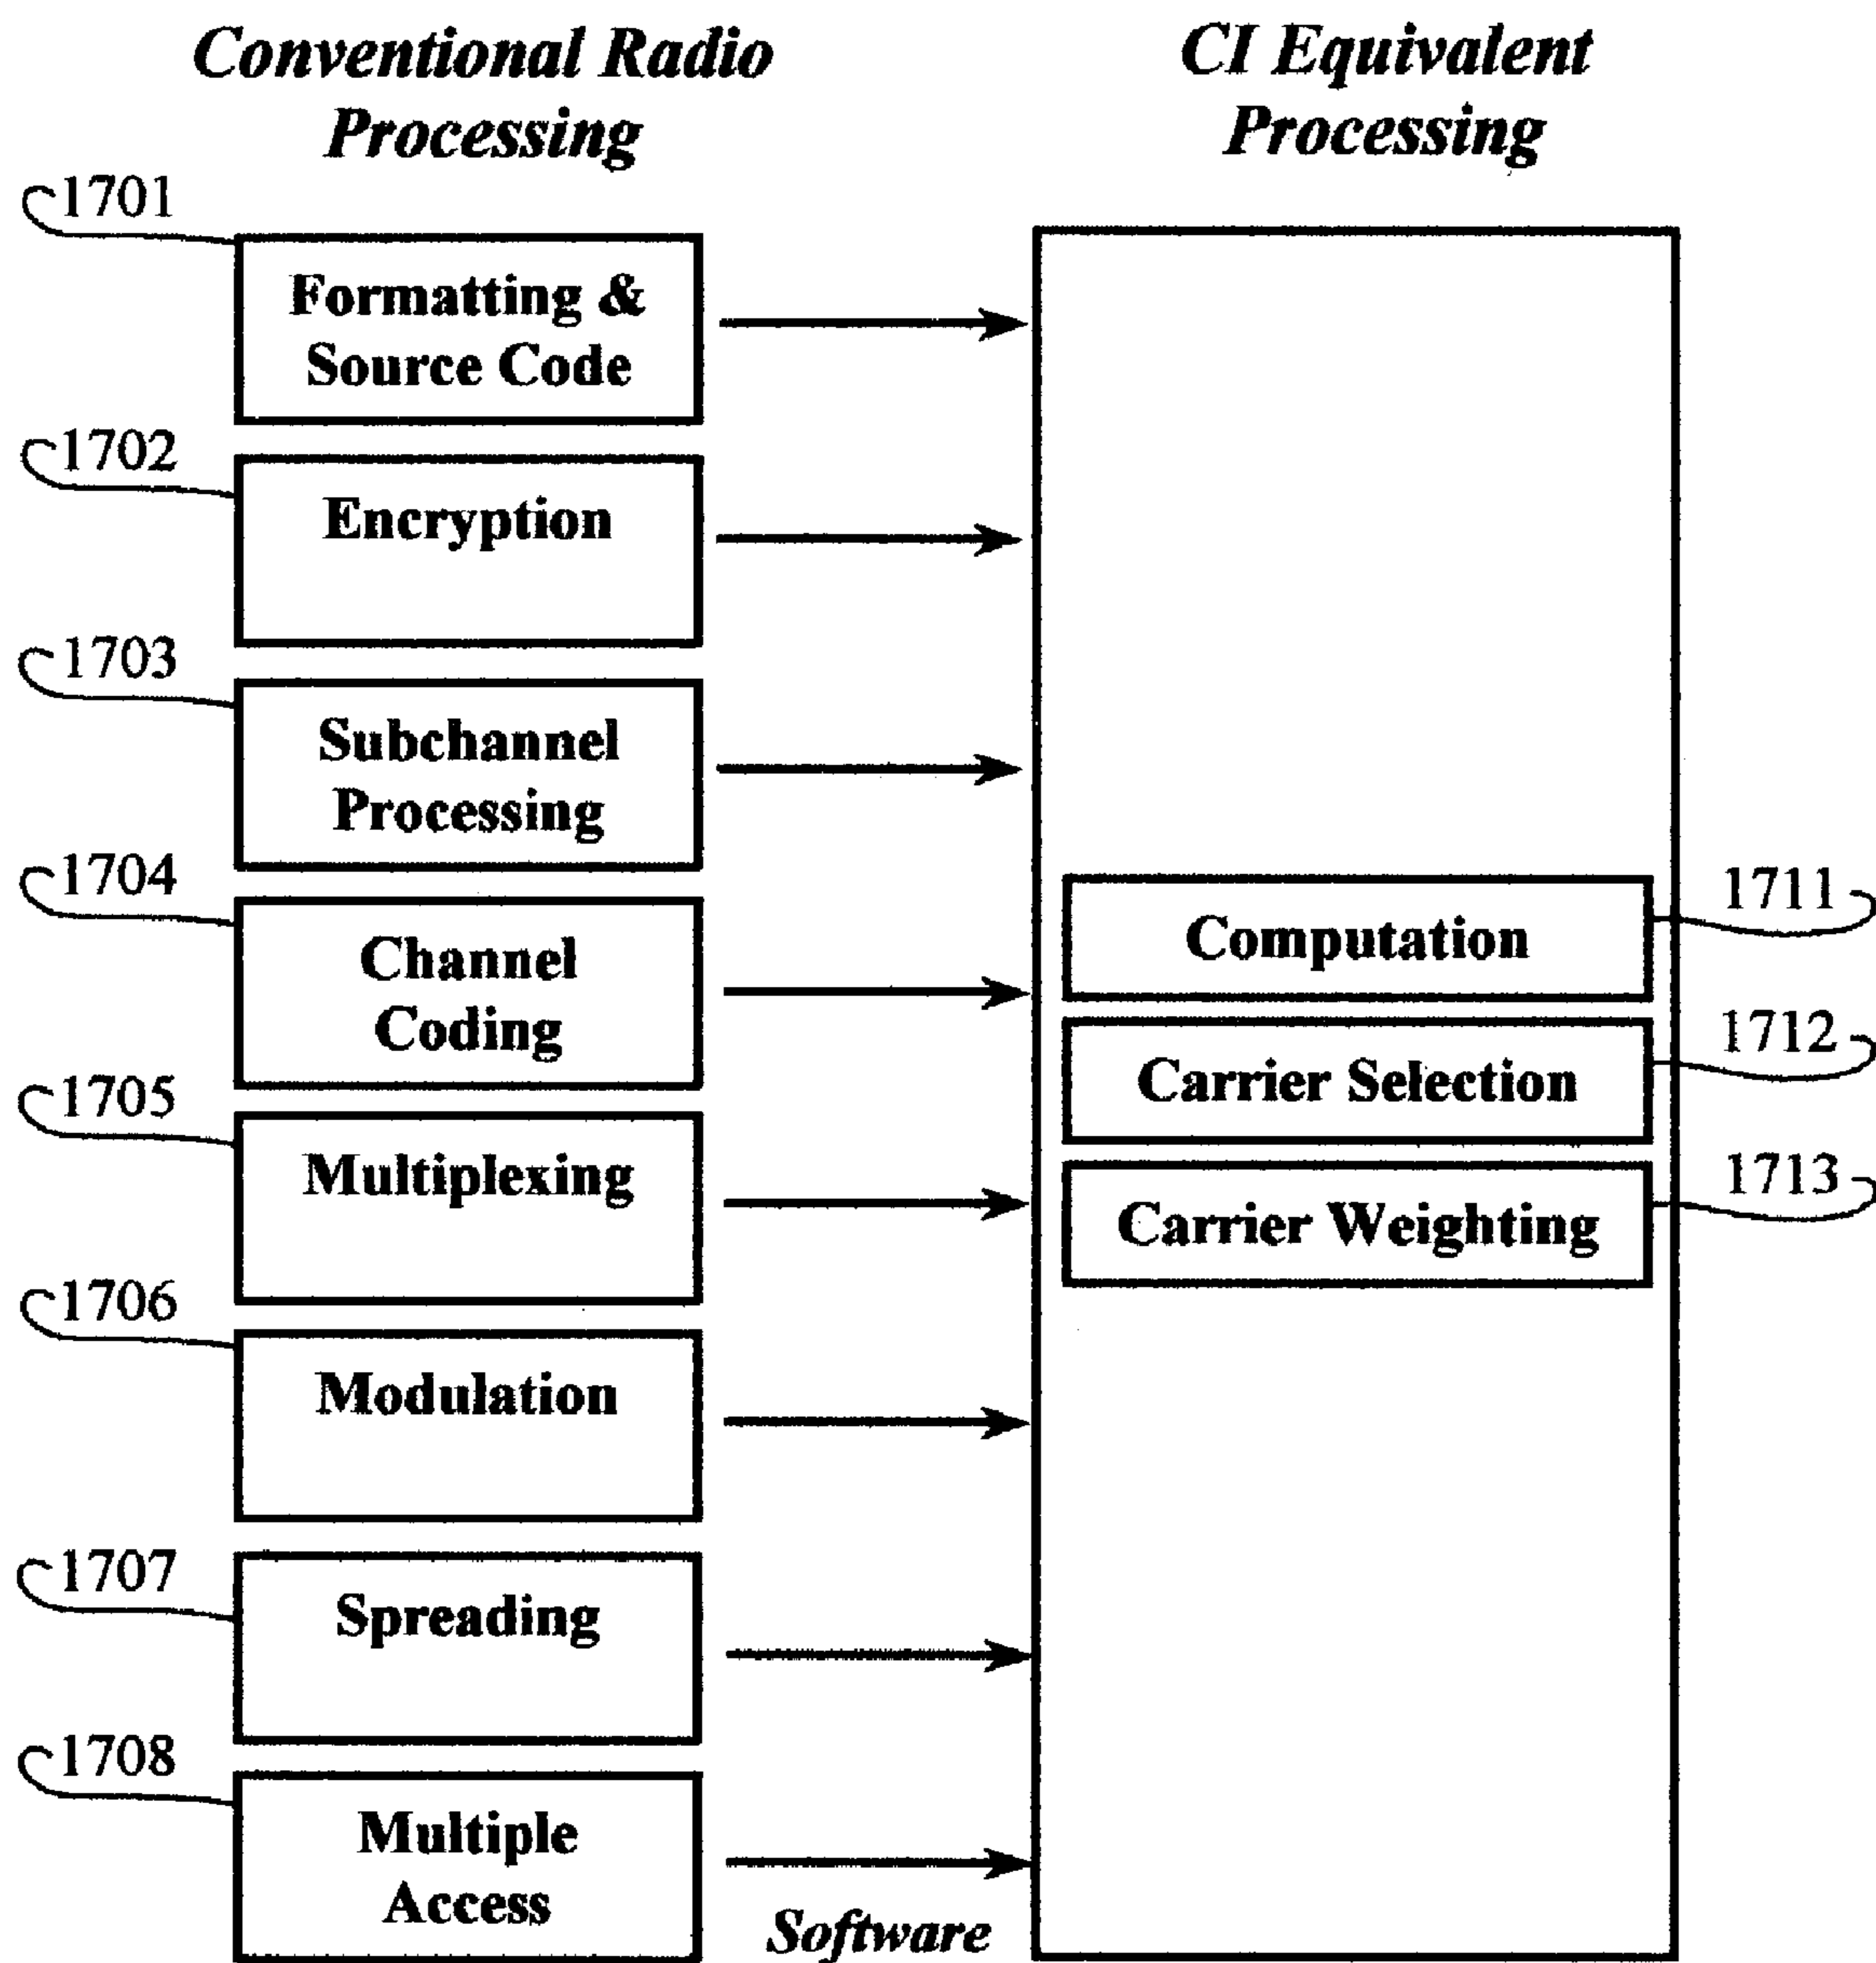 Conventional Radio
Processing
CI Equivalent
Processing
1701
Formatting &
Source Code
1702
Encryption
1703
Subchannel
Processing
1704
Channel
Coding
1705
Multiplexing
1706
Modulation
1707
Spreading
1708
Multiple
Access
Software
1711
Computation
1712
Carrier Selection
1713
Carrier Weighting